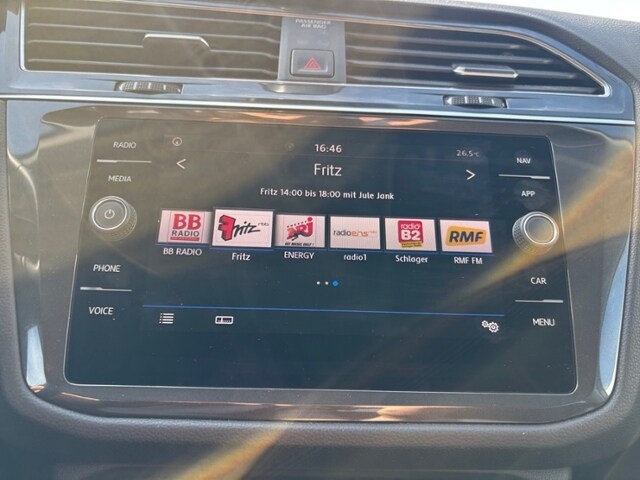 PASSENGER
AIR BAG
RADIO
16:46
26.5°C
NAV
<
Fritz
>
MEDIA
APP
Fritz 14:00 bis 18:00 mit Jule Jank
BB
RADIO
Fritz
rbb
NRJ
radioeins
radio
B2
RMF
BB RADIO
Fritz
ENERGY
radio1
Schlager
RMF FM
PHONE
CAR
VOICE
MENU